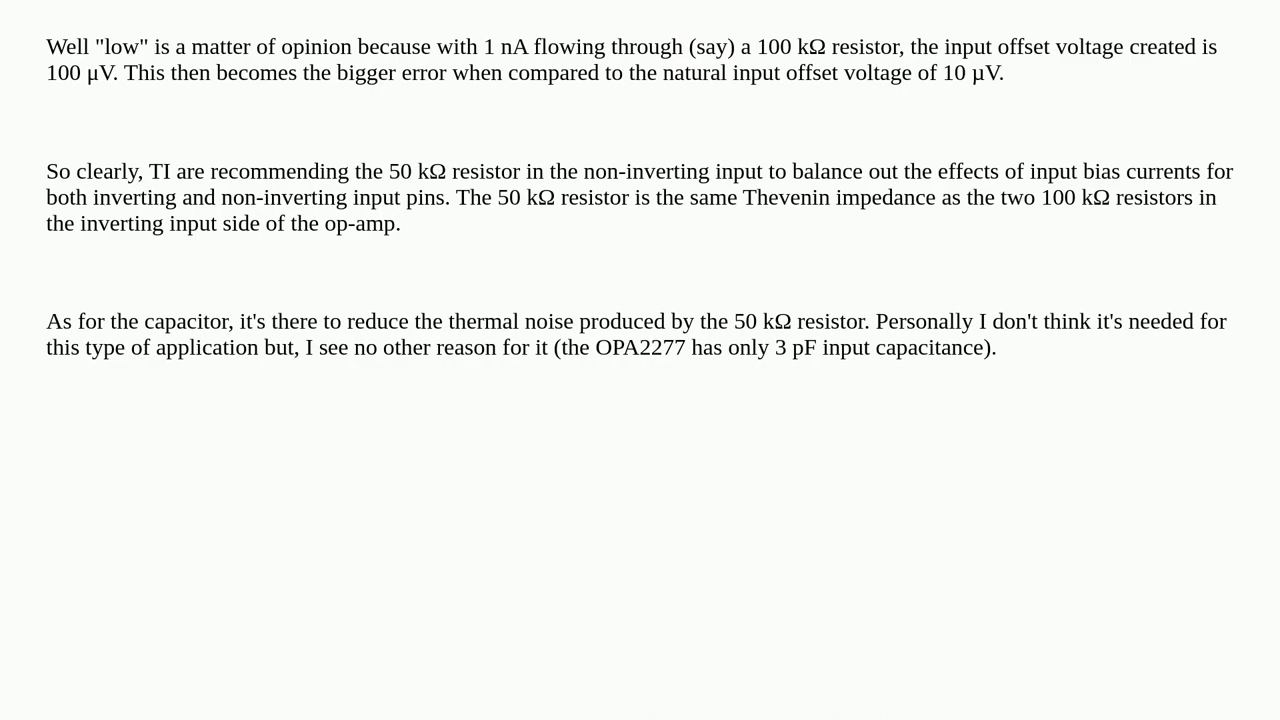 Well "low" is a matter of opinion because with 1 nA flowing through (say) a 100 kΩ resistor, the input offset voltage created is
100 μV. This then becomes the bigger error when compared to the natural input offset voltage of 10 µV.
So clearly, TI are recommending the 50 kΩ resistor in the non-inverting input to balance out the effects of input bias currents for
both inverting and non-inverting input pins. The 50 kΩ resistor is the same Thevenin impedance as the two 100 kΩ resistors in
the inverting input side of the op-amp.
As for the capacitor, it's there to reduce the thermal noise produced by the 50 kΩ resistor. Personally I don't think it's needed for
this type of application but, I see no other reason for it (the OPA2277 has only 3 pF input capacitance).